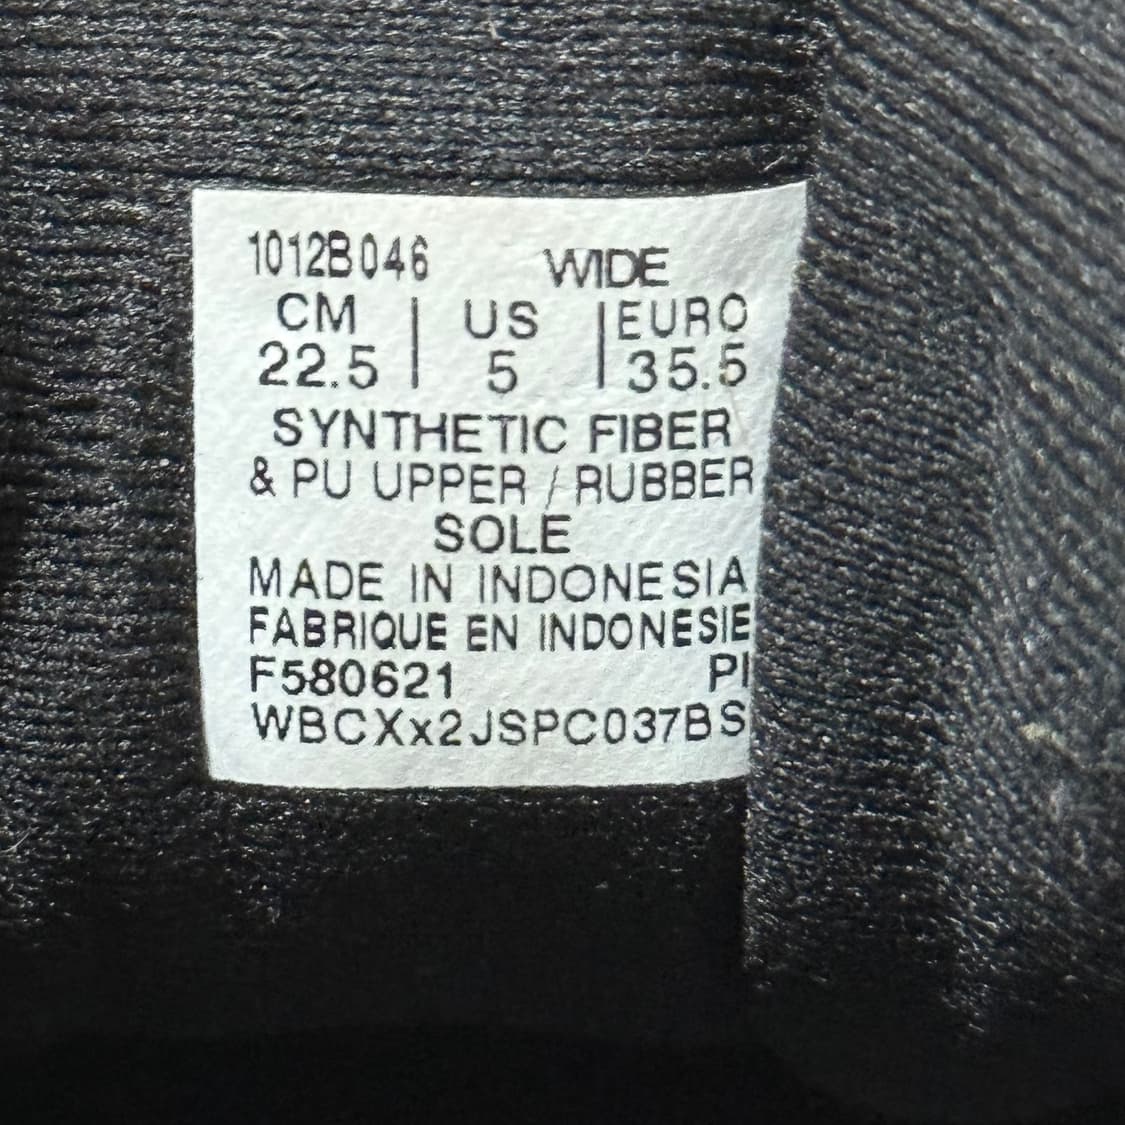 1012B046 WIDE
CM | US | EURO
22.5 | 5 | 35.5
SYNTHETIC FIBER
& PU UPPER / RUBBER
SOLE
MADE IN INDONESIA
FABRIQUE EN INDONESIE
F580621 PI
WBCXx2JSPC037BS